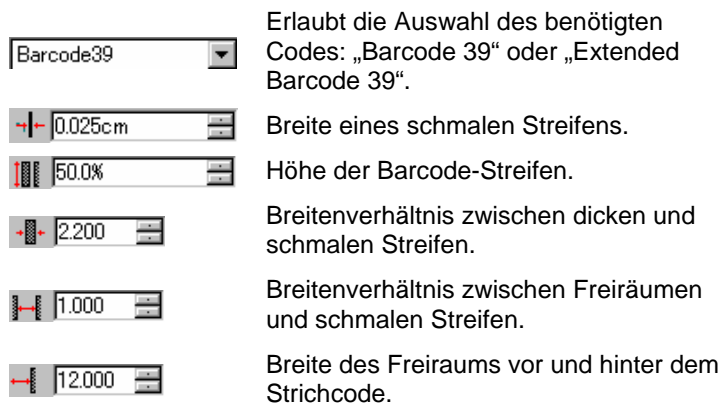 Erlaubt die Auswahl des benötigten
Barcode39 Codes: „Barcode 39“ oder „Extended
Barcode 39“.
0.025cm Breite eines schmalen Streifens.
50.0% Höhe der Barcode-Streifen.
Breitenverhältnis zwischen dicken und
2.200 schmalen Streifen.
Breitenverhältnis zwischen Freiräumen
1.000 und schmalen Streifen.
Breite des Freiraums vor und hinter dem
12.000 Strichcode.